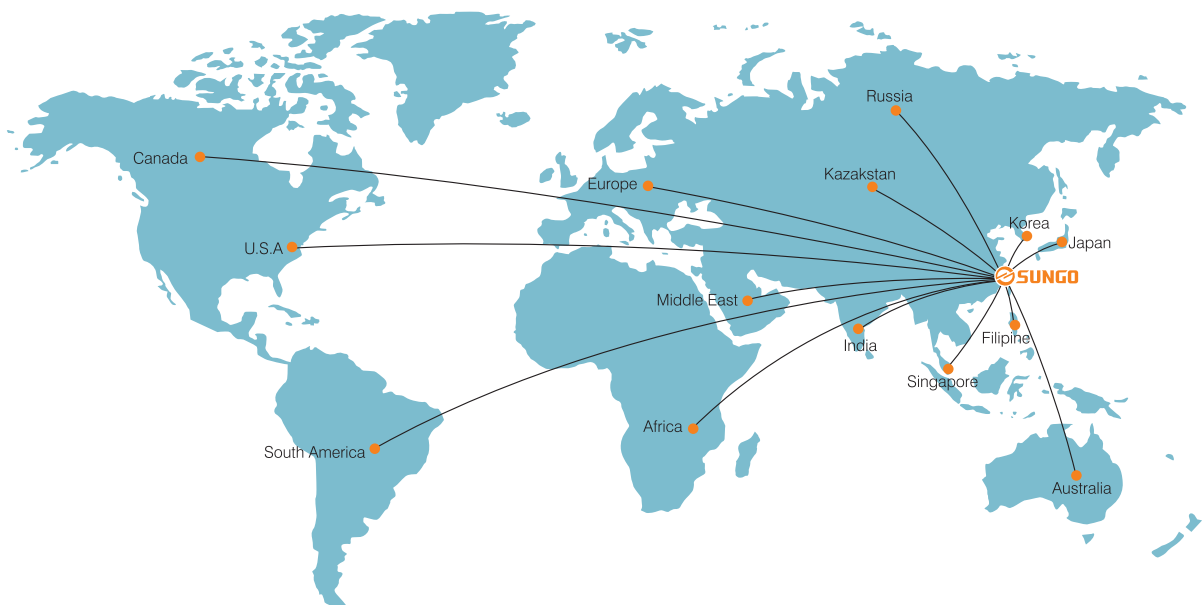 Russia
Canada
Kazakstan
Europe
Korea
Japan
U.S.A
SUNGO
Middle East
Filipine
India
Singapore
Africa
South America
Australia